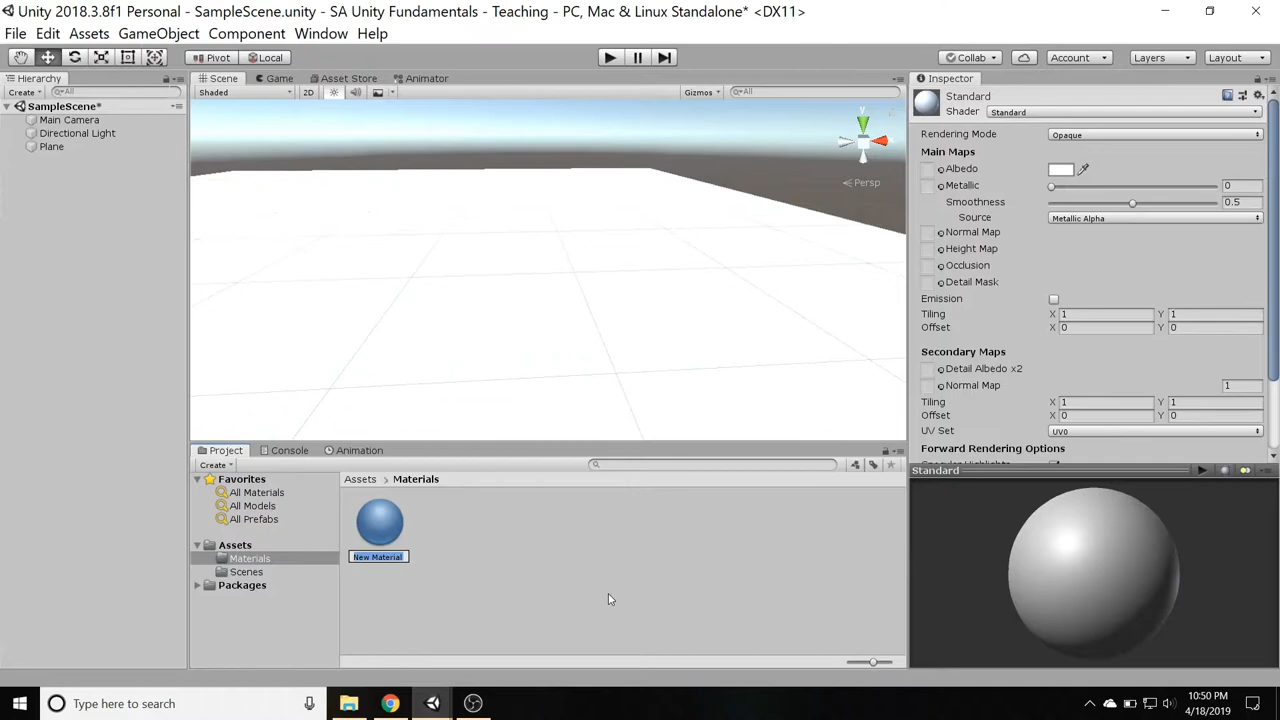 Unity 2018.3.8f1 Personal - SampleScene.unity - SA Unity Fundamentals - Teaching - PC, Mac & Linux Standalone* <DX11>
File Edit Assets GameObject Component Window Help
Pivot Local Collab Account Layers Layout
Hierarchy Scene Game Asset Store Animator Inspector
Create All Shaded 2D Gizmos All Standard
SampleScene* Shader Standard
Main Camera
Directional Light
Plane
y
Persp
Rendering Mode Opaque
Main Maps
Albedo
Metallic 0
Smoothness 0.5
Source Metallic Alpha
Normal Map
Height Map
Occlusion
Detail Mask
Emission
Tiling X 1 Y 1
Offset X 0 Y 0
Secondary Maps
Detail Albedo x2
Normal Map 1
Tiling X 1 Y 1
Offset X 0 Y 0
UV Set UV0
Forward Rendering Options
Project Console Animation
Create
Favorites
All Materials
All Models
All Prefabs
Assets
Materials
Scenes
Packages
Assets Materials
New Material
Standard
Type here to search
10:50 PM
4/18/2019